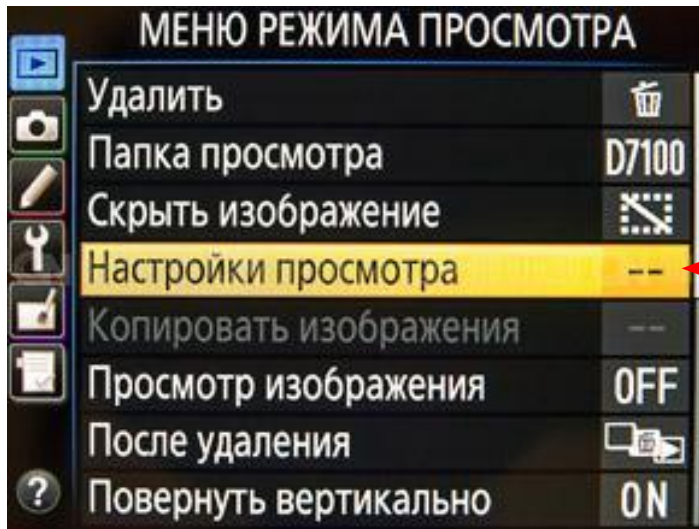 МЕНЮ РЕЖИМА ПРОСМОТРА
Удалить
Папка просмотра D7100
Скрыть изображение
Настройки просмотра --
Копировать изображения --
Просмотр изображения OFF
После удаления
Повернуть вертикально ON
?